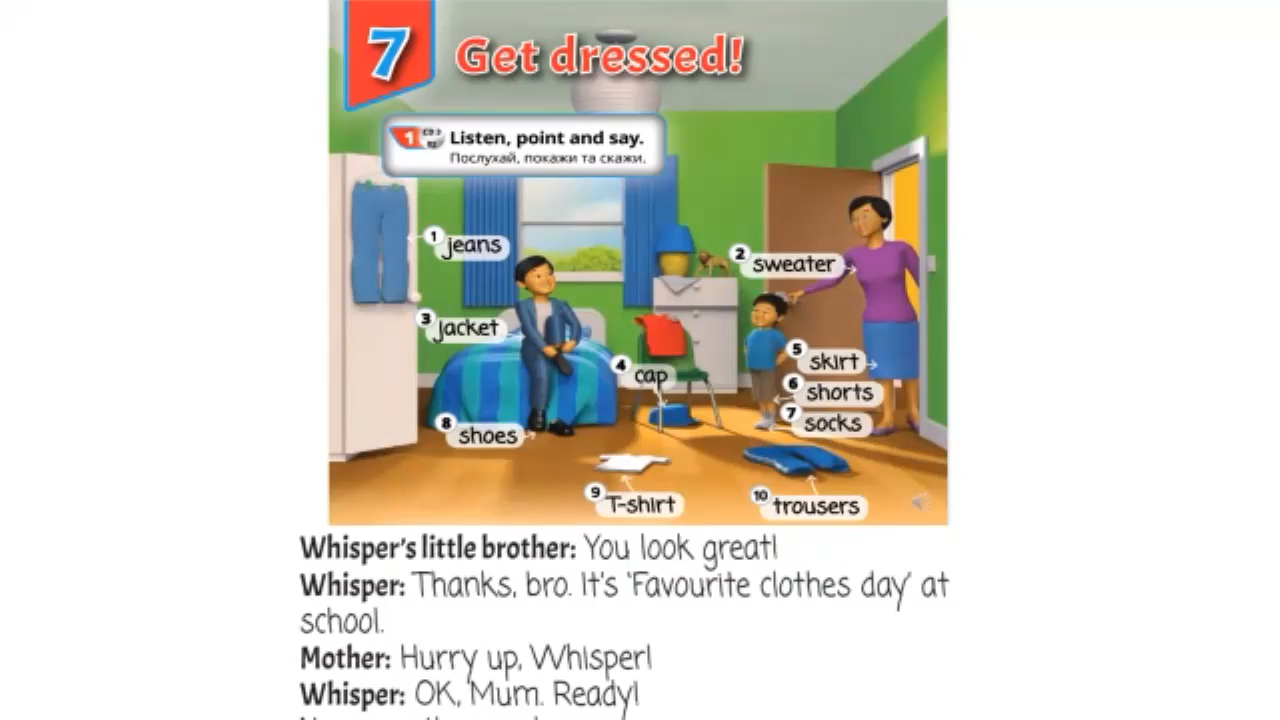 7
Get dressed!
1 CD 3
Listen, point and say.
Послухай, покажи та скажи.
1 jeans
2 sweater
3 jacket
4 cap
5 skirt
6 shorts
7 socks
8 shoes
9 T-shirt
10 trousers
Whisper's little brother: You look great!
Whisper: Thanks, bro. It's 'Favourite clothes day' at
school.
Mother: Hurry up, Whisper!
Whisper: OK, Mum. Ready!